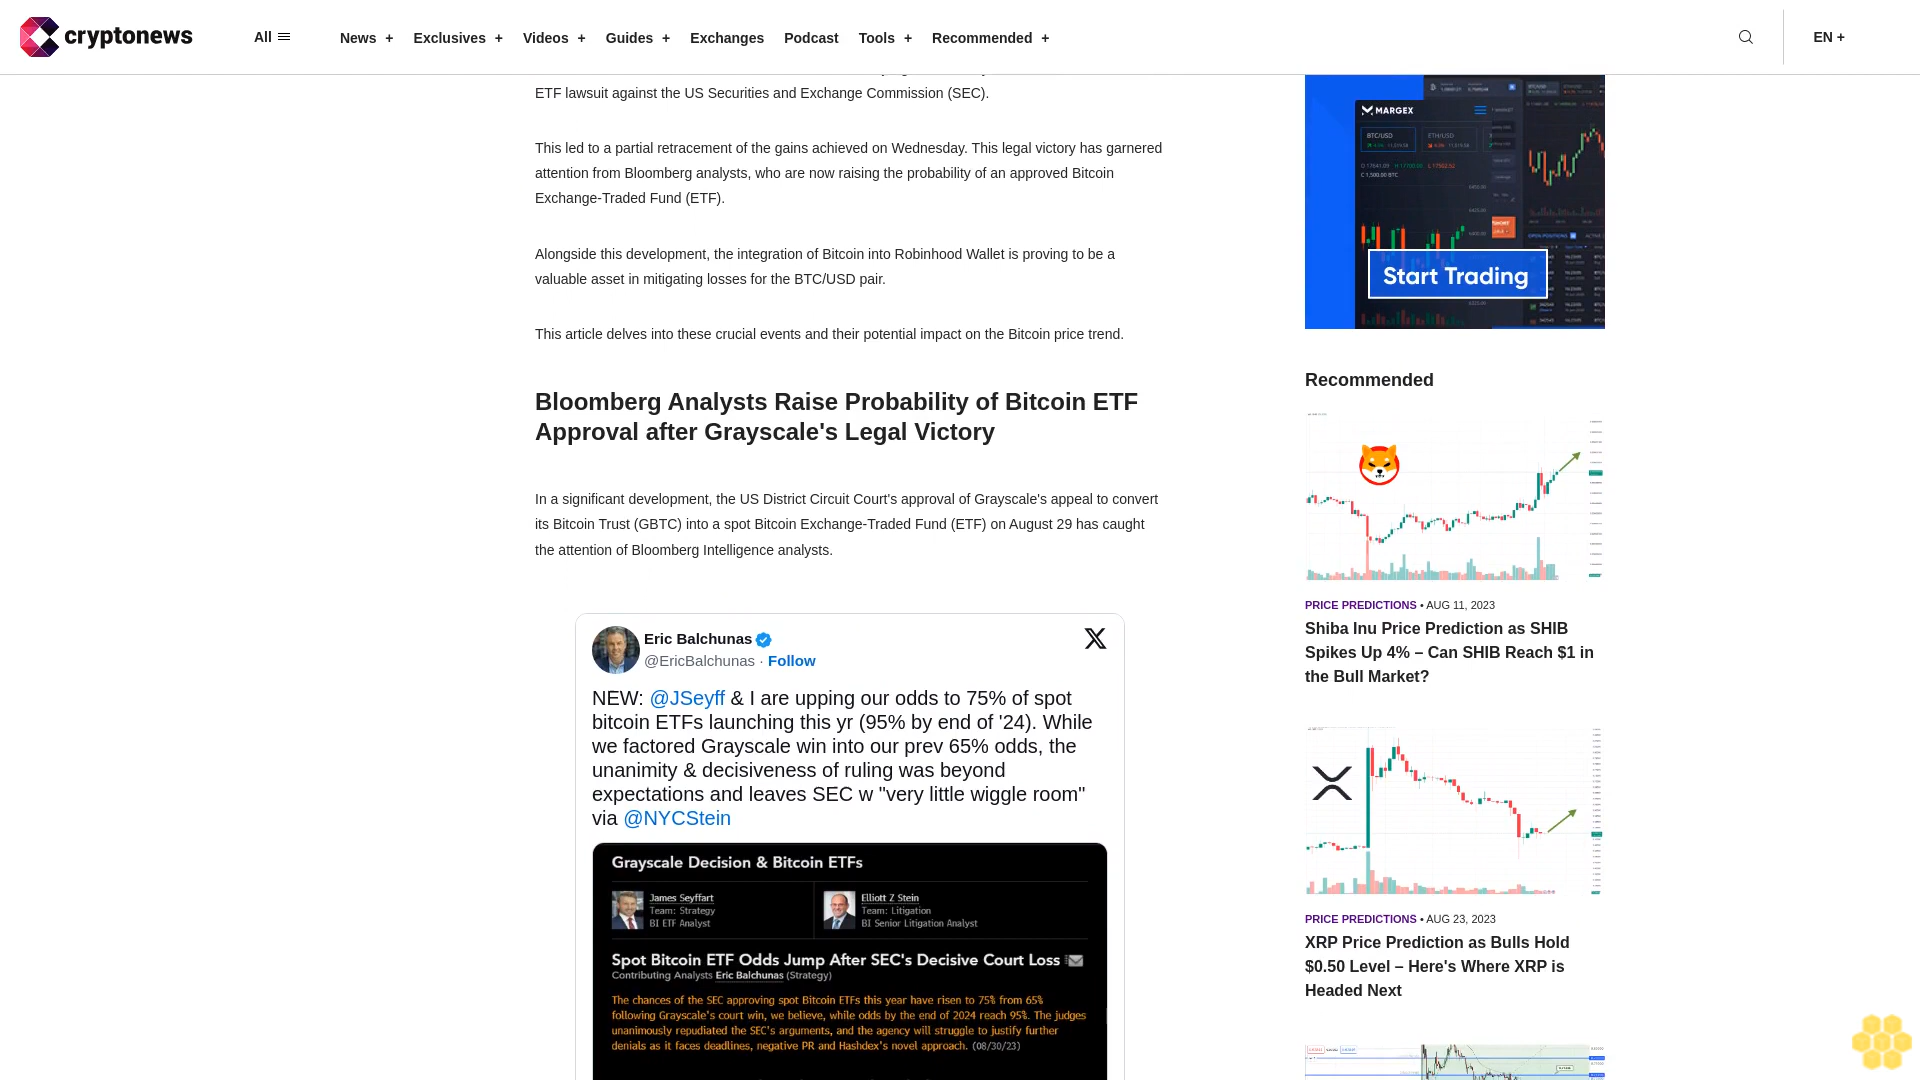 cryptonews
All
News +
Exclusives +
Videos +
Guides +
Exchanges
Podcast
Tools +
Recommended +
EN +
ETF lawsuit against the US Securities and Exchange Commission (SEC).
This led to a partial retracement of the gains achieved on Wednesday. This legal victory has garnered
attention from Bloomberg analysts, who are now raising the probability of an approved Bitcoin
Exchange-Traded Fund (ETF).
Alongside this development, the integration of Bitcoin into Robinhood Wallet is proving to be a
valuable asset in mitigating losses for the BTC/USD pair.
This article delves into these crucial events and their potential impact on the Bitcoin price trend.
Bloomberg Analysts Raise Probability of Bitcoin ETF
Approval after Grayscale's Legal Victory
In a significant development, the US District Circuit Court's approval of Grayscale's appeal to convert
its Bitcoin Trust (GBTC) into a spot Bitcoin Exchange-Traded Fund (ETF) on August 29 has caught
the attention of Bloomberg Intelligence analysts.
Eric Balchunas
@EricBalchunas · Follow
NEW: @JSeyff & I are upping our odds to 75% of spot
bitcoin ETFs launching this yr (95% by end of '24). While
we factored Grayscale win into our prev 65% odds, the
unanimity & decisiveness of ruling was beyond
expectations and leaves SEC w "very little wiggle room"
via @NYCStein
Grayscale Decision & Bitcoin ETFs
James Seyffart
Team: Strategy
BI ETF Analyst
Elliott Z Stein
Team: Litigation
BI Senior Litigation Analyst
Spot Bitcoin ETF Odds Jump After SEC's Decisive Court Loss
Contributing Analysts Eric Balchunas (Strategy)
The chances of the SEC approving spot Bitcoin ETFs this year have risen to 75% from 65%
following Grayscale's court win, we believe, while odds by the end of 2024 reach 95%. The judges
unanimously repudiated the SEC's arguments, and the agency will struggle to justify further
denials as it faces deadlines, negative PR and Hashdex's novel approach. (08/30/23)
MARGEX
BTC/USD
ETH/USD
Start Trading
Recommended
PRICE PREDICTIONS • AUG 11, 2023
Shiba Inu Price Prediction as SHIB
Spikes Up 4% – Can SHIB Reach $1 in
the Bull Market?
PRICE PREDICTIONS • AUG 23, 2023
XRP Price Prediction as Bulls Hold
$0.50 Level – Here's Where XRP is
Headed Next